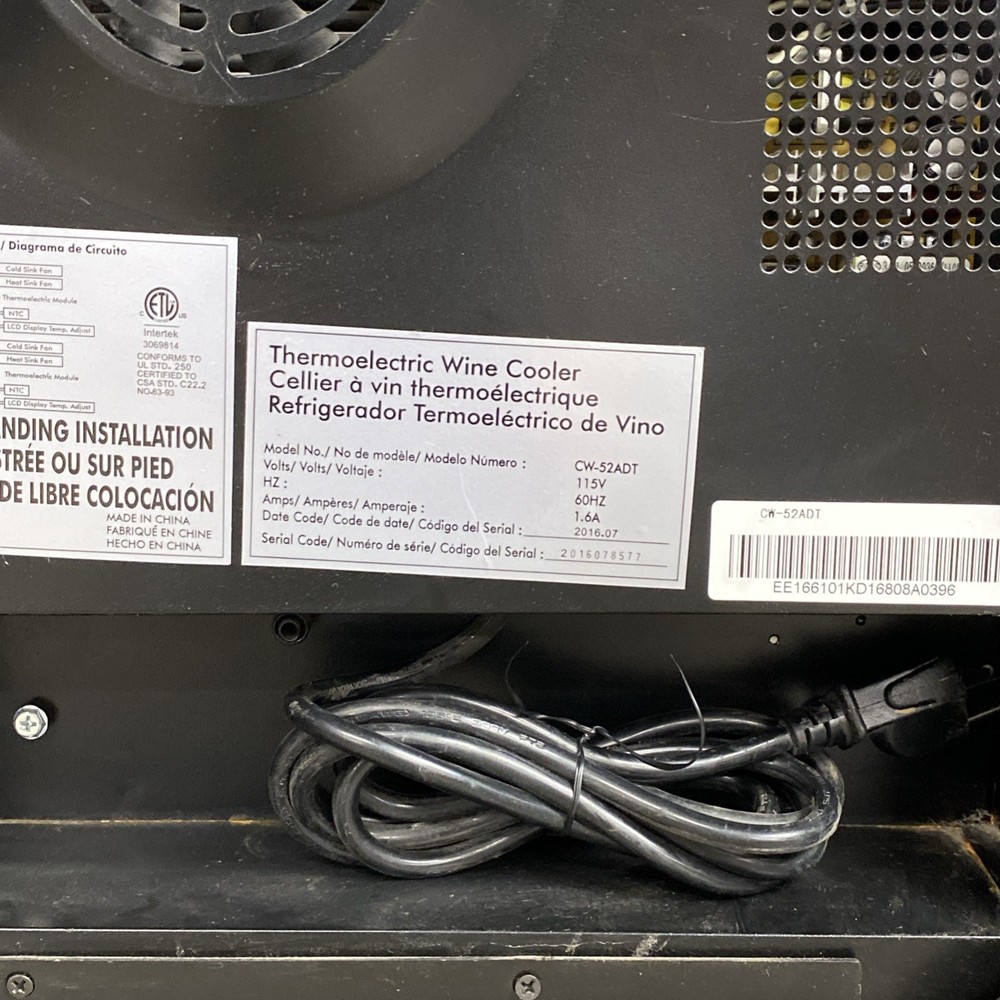 / Diagrama de Circuito
Cold Sink Fan
Heat Sink Fan
Thermoelectric Module
NTC
LCD Display Temp. Adjust
Cold Sink Fan
Heat Sink Fan
Thermoelectric Module
NTC
LCD Display Temp. Adjust
C ETL US
Intertek
3069814
CONFORMS TO
UL STD. 250
CERTIFIED TO
CSA STD. C22.2
NO.63-93
NDING INSTALLATION
TRÉE OU SUR PIED
DE LIBRE COLOCACIÓN
MADE IN CHINA
FABRIQUÉ EN CHINE
HECHO EN CHINA
Thermoelectric Wine Cooler
Cellier à vin thermoélectrique
Refrigerador Termoeléctrico de Vino
Model No./ No de modèle/ Modelo Número : CW-52ADT
Volts/ Volts/ Voltaje : 115V
HZ : 60HZ
Amps/ Ampères/ Amperaje : 1.6A
Date Code/ Code de date/ Código del Serial : 2016.07
Serial Code/ Numéro de série/ Código del Serial : 2016078577
CW-52ADT
EE166101KD16808A0396